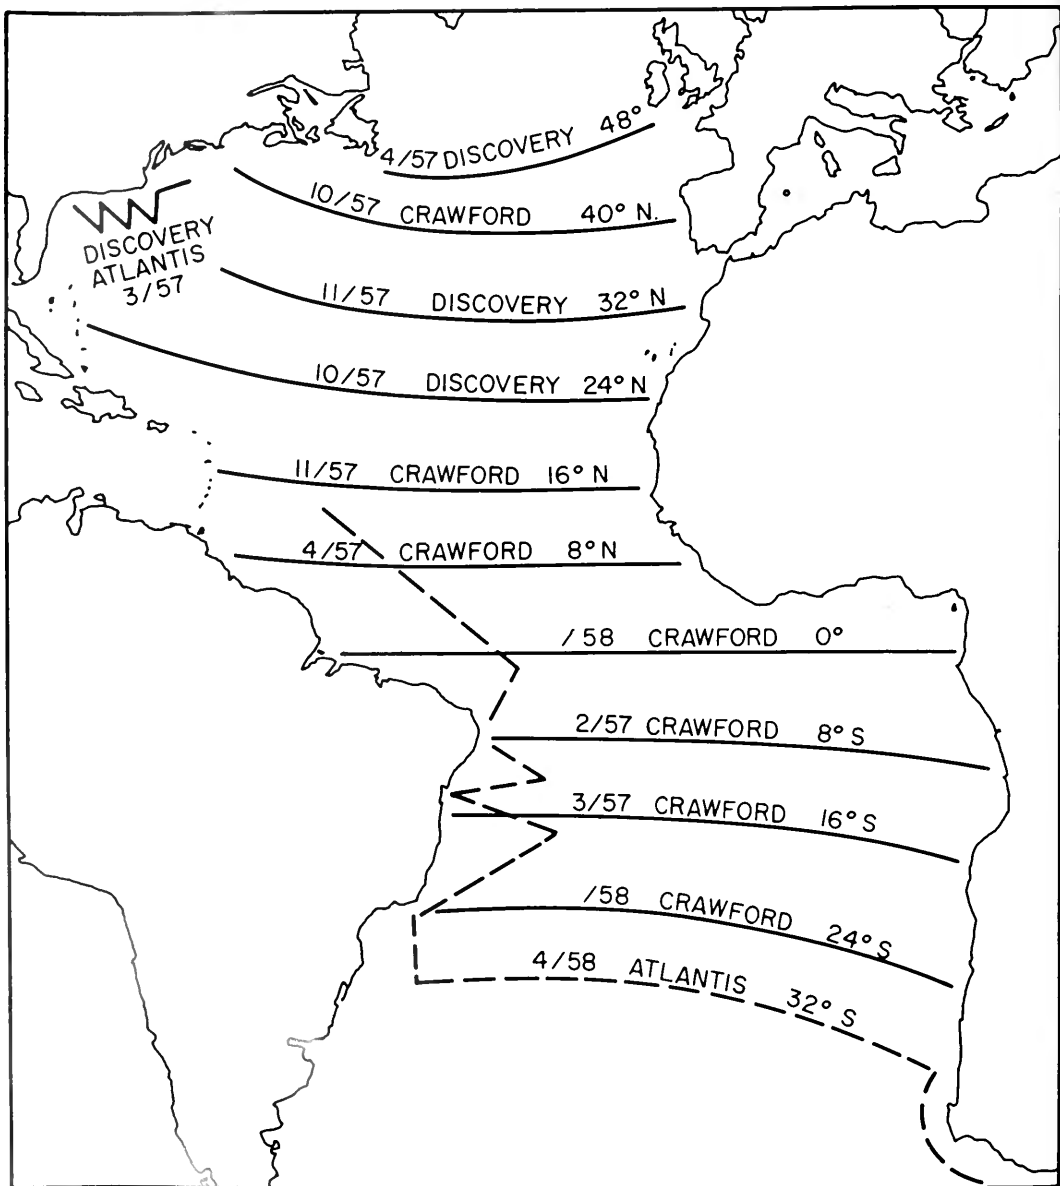 4/57 DISCOVERY 48°
10/57 CRAWFORD 40° N.
DISCOVERY
ATLANTIS
3/57
11/57 DISCOVERY 32° N
10/57 DISCOVERY 24° N
11/57 CRAWFORD 16° N
4/57 CRAWFORD 8° N
/58 CRAWFORD 0°
2/57 CRAWFORD 8° S
3/57 CRAWFORD 16° S
/58 CRAWFORD 24° S
4/58 ATLANTIS 32° S